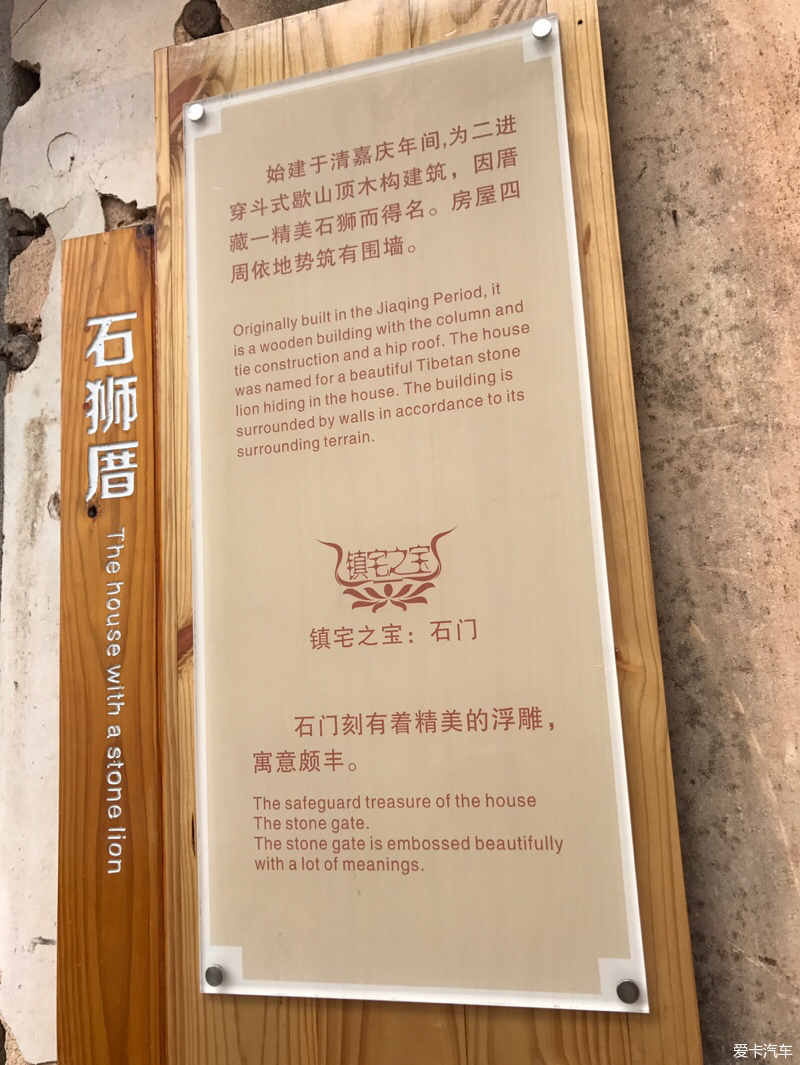 石狮厝
The house with a stone lion
始建于清嘉庆年间,为二进
穿斗式歇山顶木构建筑，因厝
藏一精美石狮而得名。房屋四
周依地势筑有围墙。
Originally built in the Jiaqing Period, it
is a wooden building with the column and
tie construction and a hip roof. The house
was named for a beautiful Tibetan stone
lion hiding in the house. The building is
surrounded by walls in accordance to its
surrounding terrain.
镇宅之宝
镇宅之宝：石门
石门刻有着精美的浮雕，
寓意颇丰。
The safeguard treasure of the house
The stone gate.
The stone gate is embossed beautifully
with a lot of meanings.
爱卡汽车